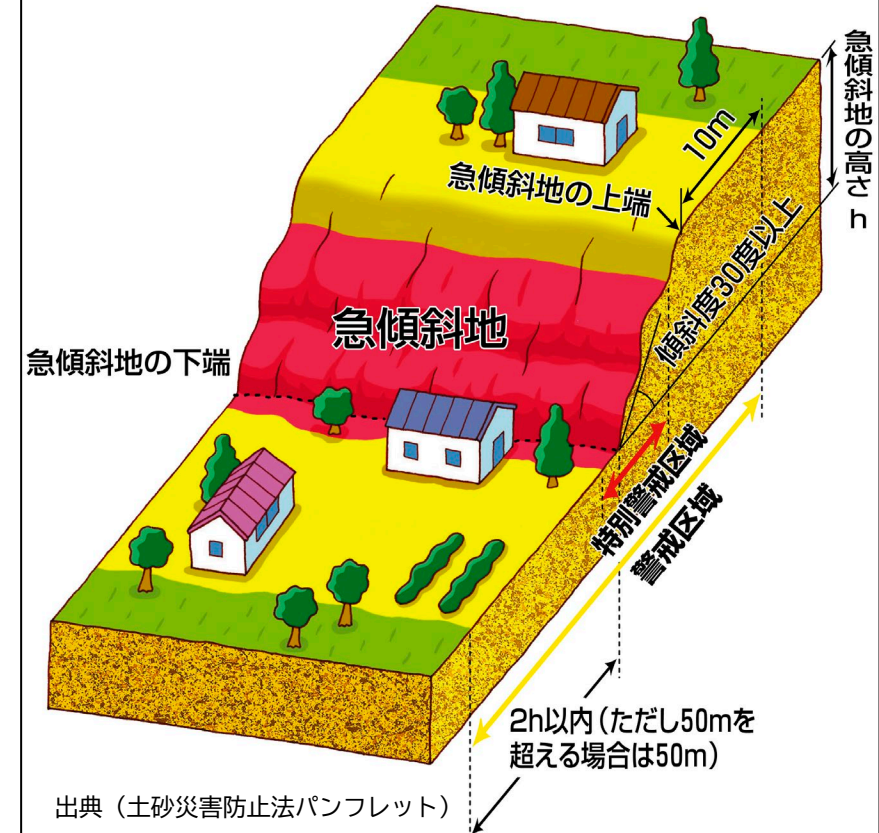 急傾斜地の高さ h
10m
急傾斜地の上端
傾斜度30度以上
急傾斜地
急傾斜地の下端
特別警戒区域
警戒区域
2h以内(ただし50mを
超える場合は50m)
出典(土砂災害防止法パンフレット)